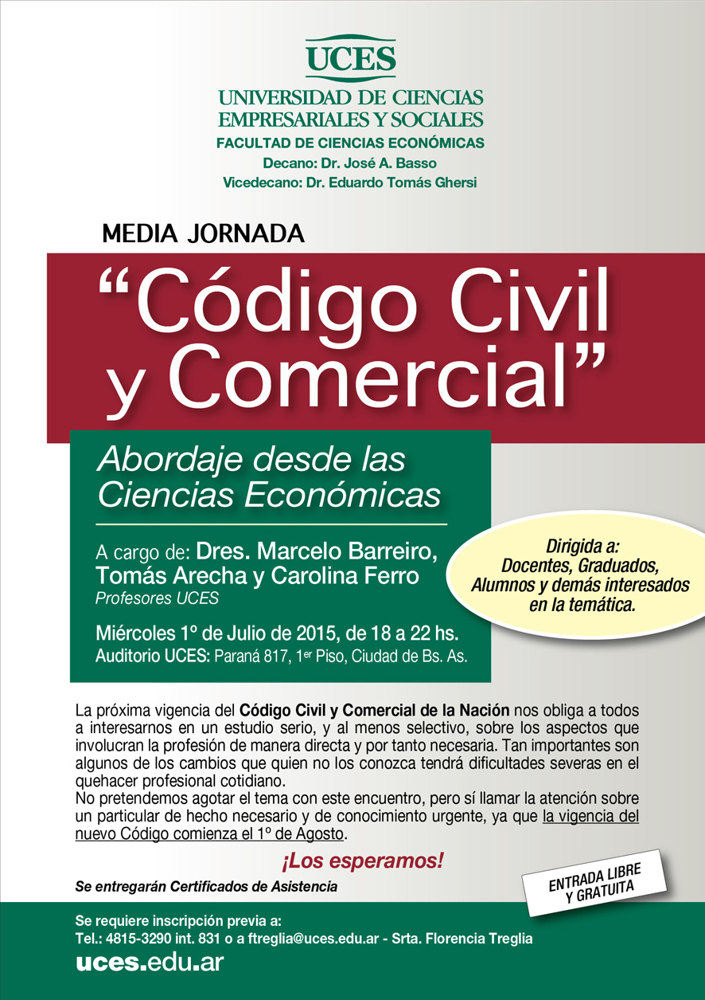 UCES
UNIVERSIDAD DE CIENCIAS
EMPRESARIALES Y SOCIALES
FACULTAD DE CIENCIAS ECONÓMICAS
Decano: Dr. José A. Basso
Vicedecano: Dr. Eduardo Tomás Ghersi
MEDIA JORNADA
“Código Civil
y Comercial”
Abordaje desde las
Ciencias Económicas
A cargo de: Dres. Marcelo Barreiro,
Tomás Arecha y Carolina Ferro
Profesores UCES
Miércoles 1º de Julio de 2015, de 18 a 22 hs.
Auditorio UCES: Paraná 817, 1er Piso, Ciudad de Bs. As.
Dirigida a:
Docentes, Graduados,
Alumnos y demás interesados
en la temática.
La próxima vigencia del Código Civil y Comercial de la Nación nos obliga a todos
a interesarnos en un estudio serio, y al menos selectivo, sobre los aspectos que
involucran la profesión de manera directa y por tanto necesaria. Tan importantes son
algunos de los cambios que quien no los conozca tendrá dificultades severas en el
quehacer profesional cotidiano.
No pretendemos agotar el tema con este encuentro, pero sí llamar la atención sobre
un particular de hecho necesario y de conocimiento urgente, ya que la vigencia del
nuevo Código comienza el 1º de Agosto.
¡Los esperamos!
Se entregarán Certificados de Asistencia
ENTRADA LIBRE
Y GRATUITA
Se requiere inscripción previa a:
Tel.: 4815-3290 int. 831 o a ftreglia@uces.edu.ar - Srta. Florencia Treglia
uces.edu.ar